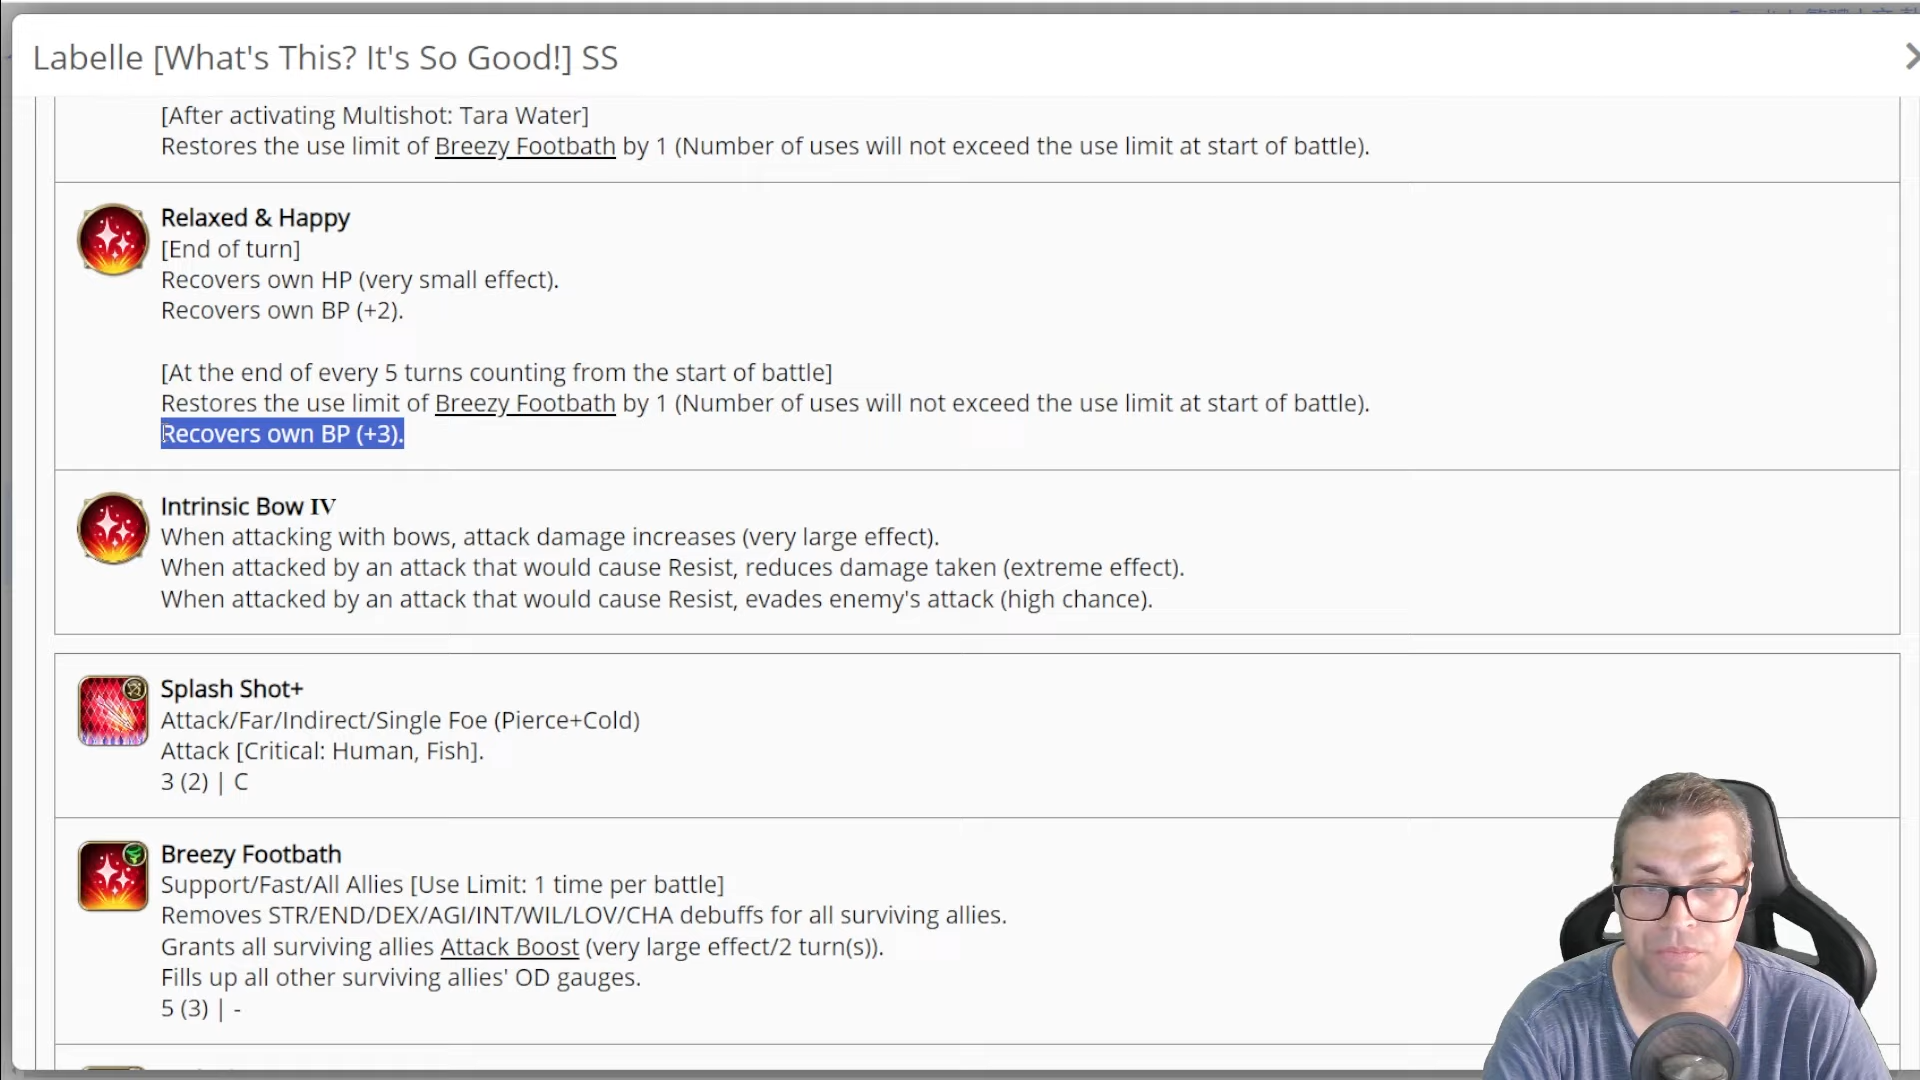 Labelle [What's This? It's So Good!] SS
[After activating Multishot: Tara Water]
Restores the use limit of Breezy Footbath by 1 (Number of uses will not exceed the use limit at start of battle).
Relaxed & Happy
[End of turn]
Recovers own HP (very small effect).
Recovers own BP (+2).
[At the end of every 5 turns counting from the start of battle]
Restores the use limit of Breezy Footbath by 1 (Number of uses will not exceed the use limit at start of battle).
Recovers own BP (+3).
Intrinsic Bow IV
When attacking with bows, attack damage increases (very large effect).
When attacked by an attack that would cause Resist, reduces damage taken (extreme effect).
When attacked by an attack that would cause Resist, evades enemy's attack (high chance).
Splash Shot+
Attack/Far/Indirect/Single Foe (Pierce+Cold)
Attack [Critical: Human, Fish].
3 (2) | C
Breezy Footbath
Support/Fast/All Allies [Use Limit: 1 time per battle]
Removes STR/END/DEX/AGI/INT/WIL/LOV/CHA debuffs for all surviving allies.
Grants all surviving allies Attack Boost (very large effect/2 turn(s)).
Fills up all other surviving allies' OD gauges.
5 (3) | -